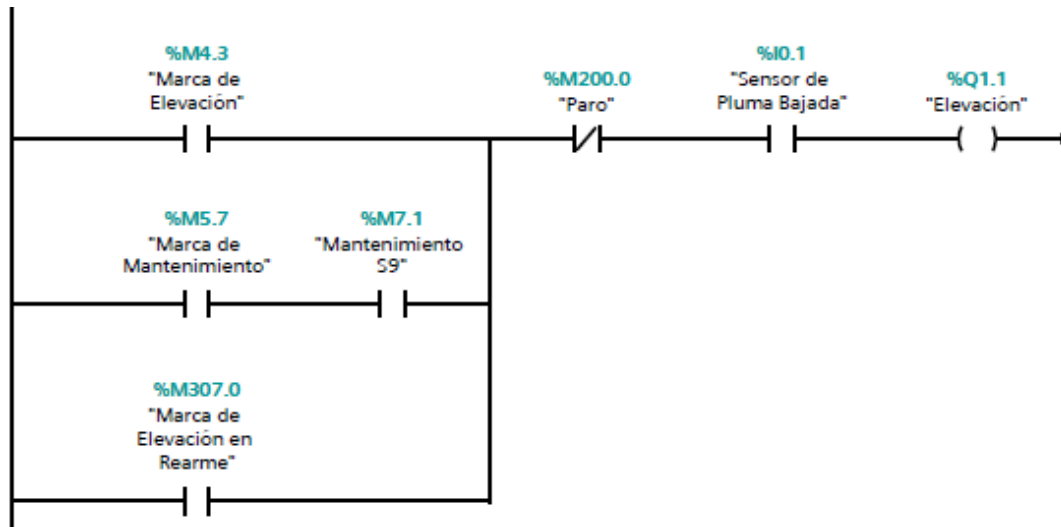 %M4.3
"Marca de
Elevación"
%M200.0
"Paro"
%I0.1
"Sensor de
Pluma Bajada"
%Q1.1
"Elevación"
%M5.7
"Marca de
Mantenimiento"
%M7.1
"Mantenimiento
S9"
%M307.0
"Marca de
Elevación en
Rearme"